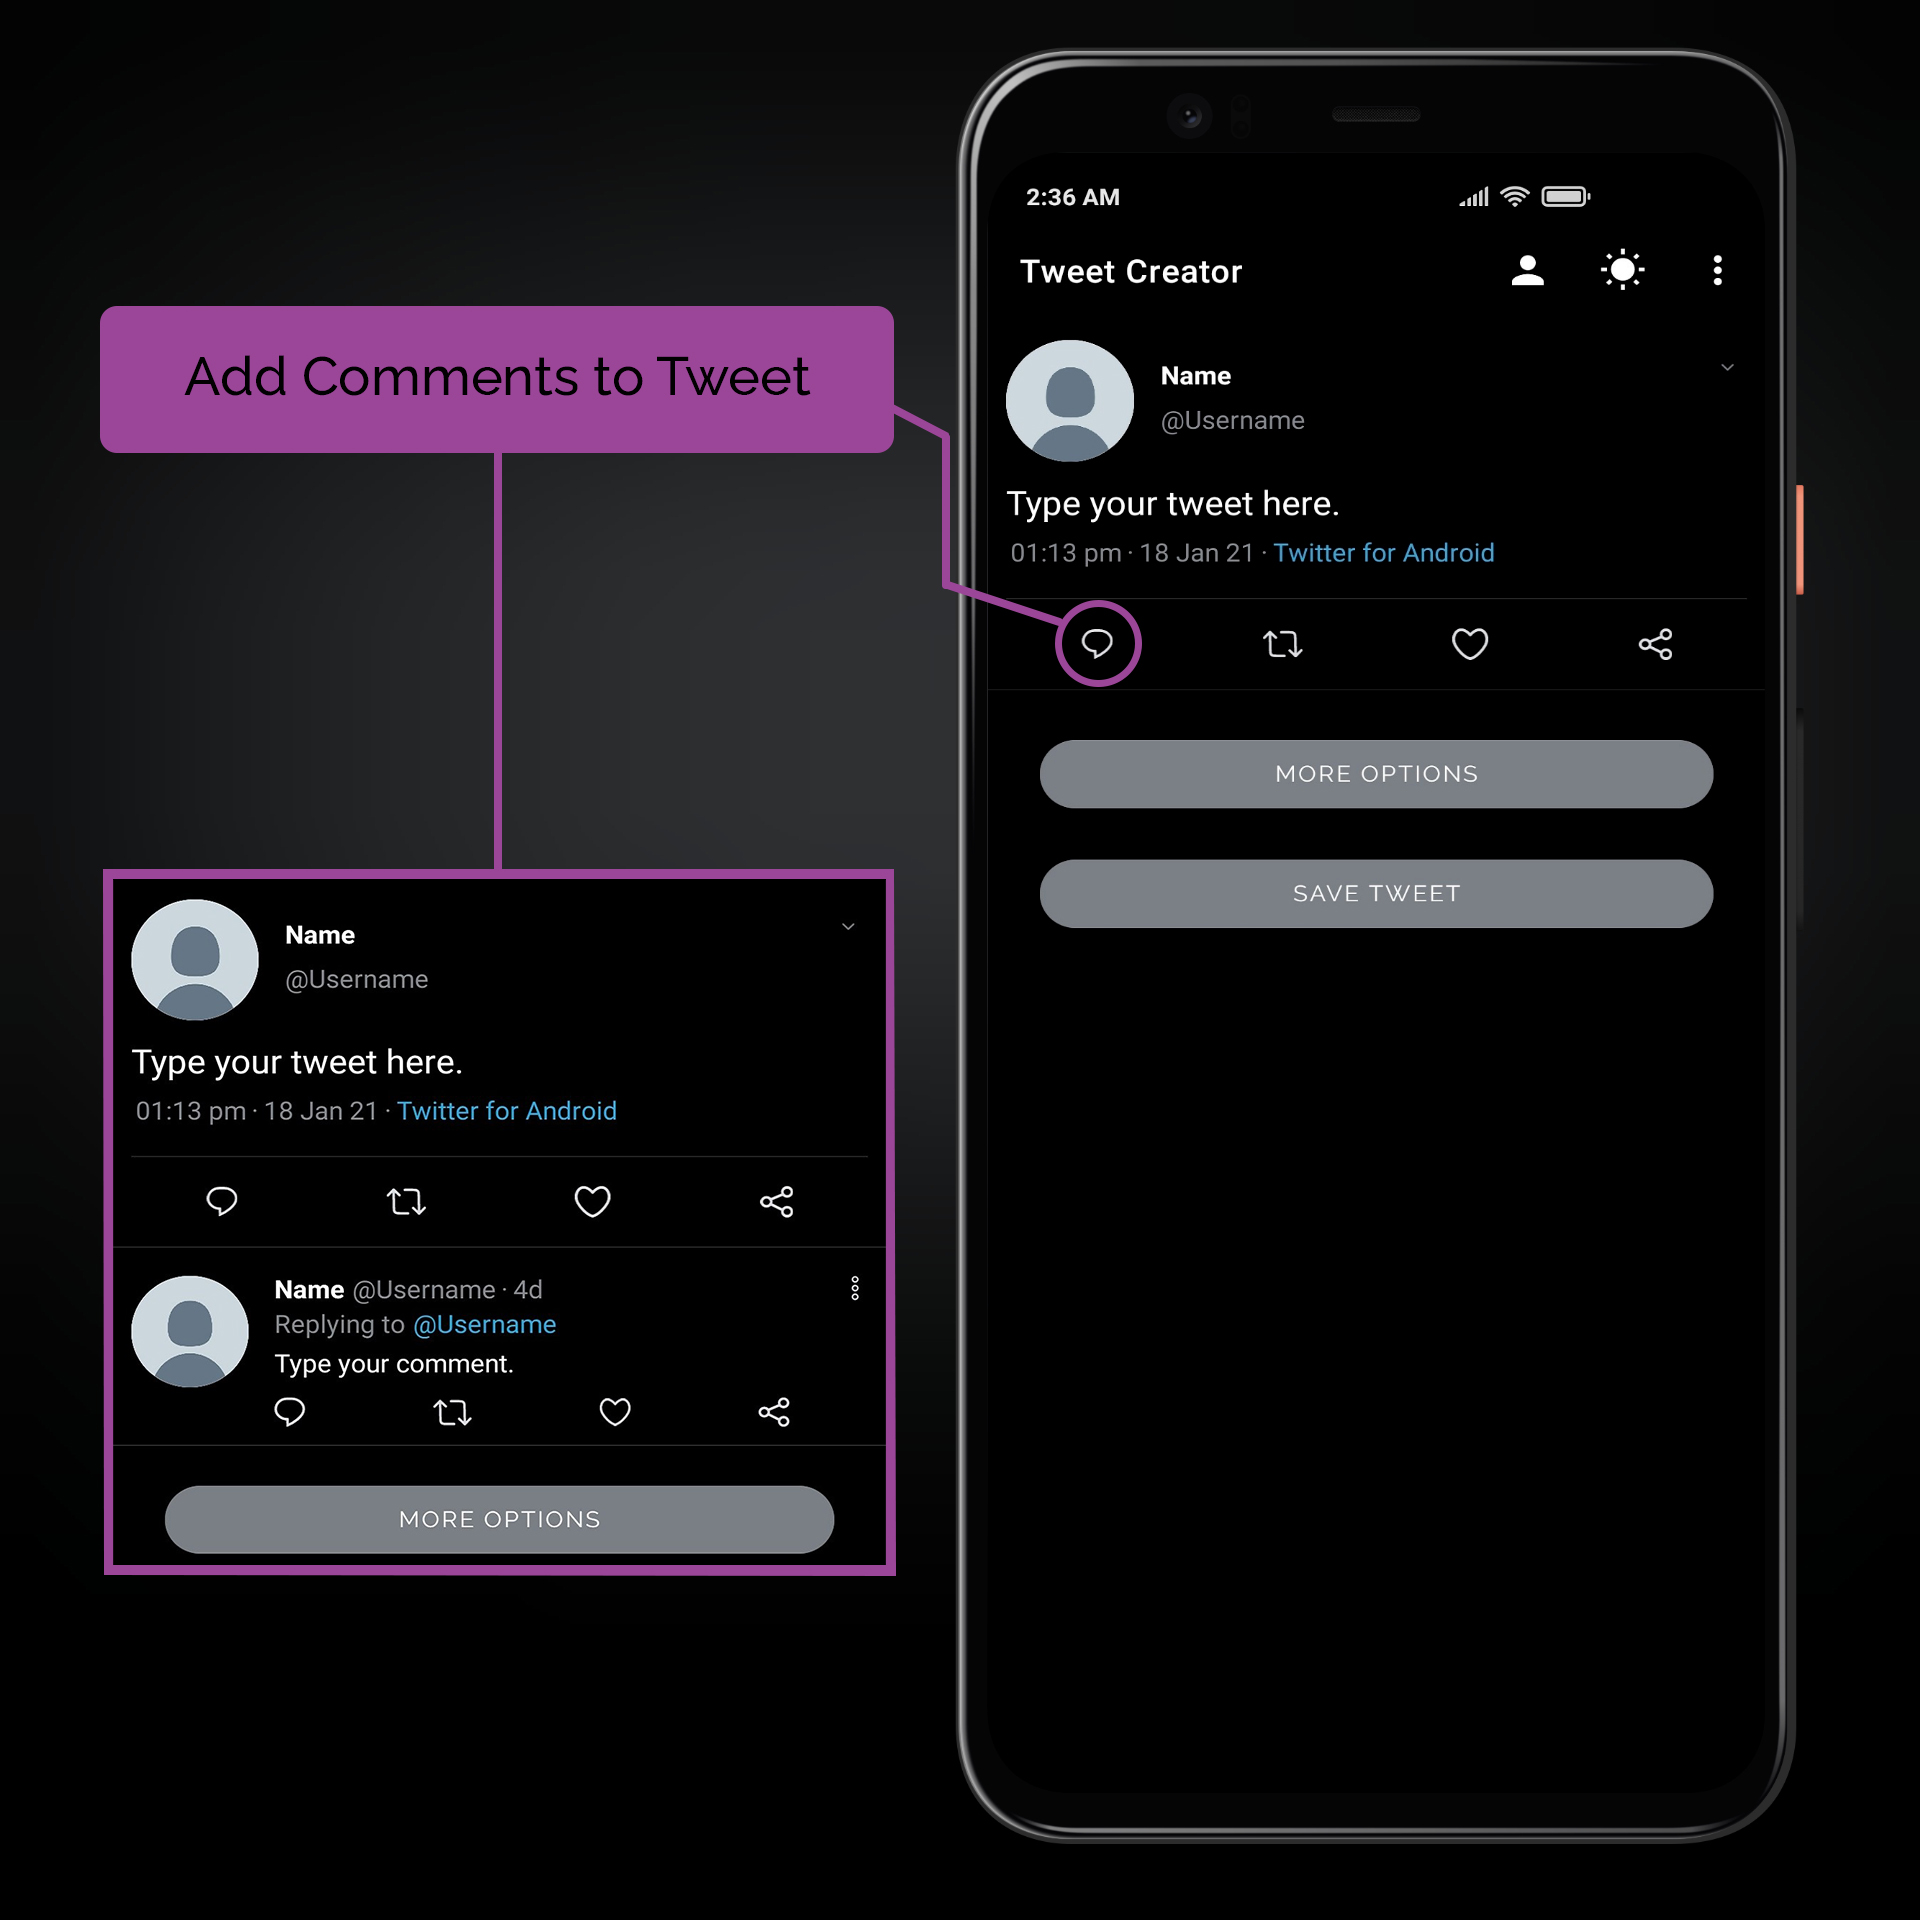 Add Comments to Tweet
2:36 AM
Tweet Creator
Name
@Username
Type your tweet here.
01:13 pm · 18 Jan 21 · Twitter for Android
MORE OPTIONS
SAVE TWEET
Name
@Username
Type your tweet here.
01:13 pm · 18 Jan 21 · Twitter for Android
Name @Username · 4d
Replying to @Username
Type your comment.
MORE OPTIONS